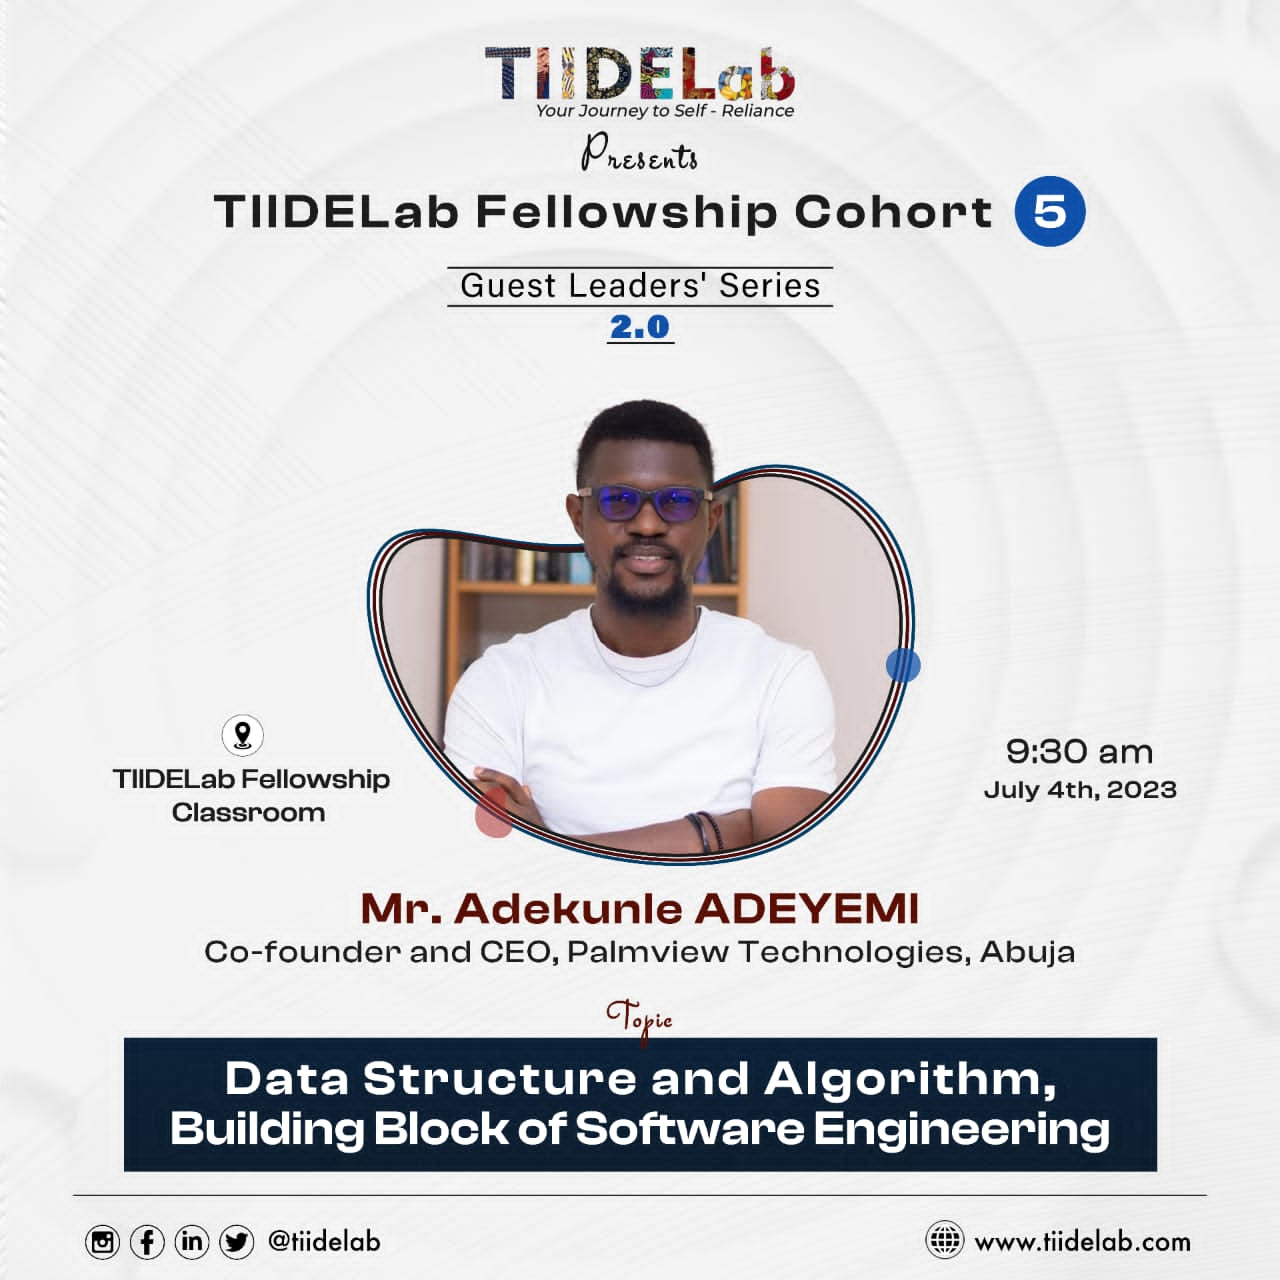 TIIDELab
Your Journey to Self - Reliance
Presents
TIIDELab Fellowship Cohort 5
Guest Leaders' Series
2.0
TIIDELab Fellowship
Classroom
9:30 am
July 4th, 2023
Mr. Adekunle ADEYEMI
Co-founder and CEO, Palmview Technologies, Abuja
Topic
Data Structure and Algorithm,
Building Block of Software Engineering
@tiidelab
www.tiidelab.com